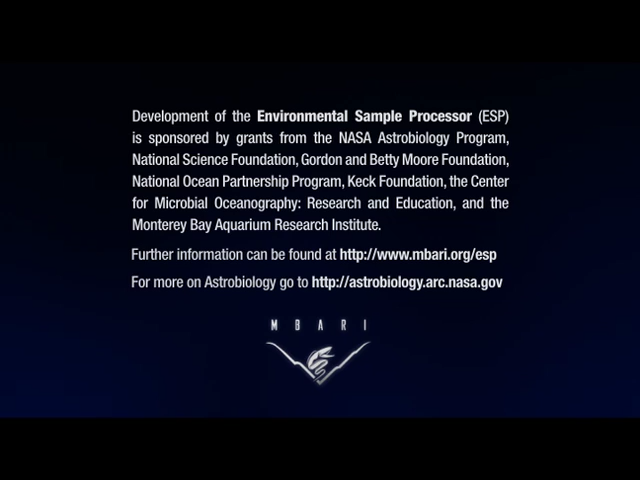 Development of the Environmental Sample Processor (ESP)
is sponsored by grants from the NASA Astrobiology Program,
National Science Foundation, Gordon and Betty Moore Foundation,
National Ocean Partnership Program, Keck Foundation, the Center
for Microbial Oceanography: Research and Education, and the
Monterey Bay Aquarium Research Institute.
Further information can be found at http://www.mbari.org/esp
For more on Astrobiology go to http://astrobiology.arc.nasa.gov
MBARI